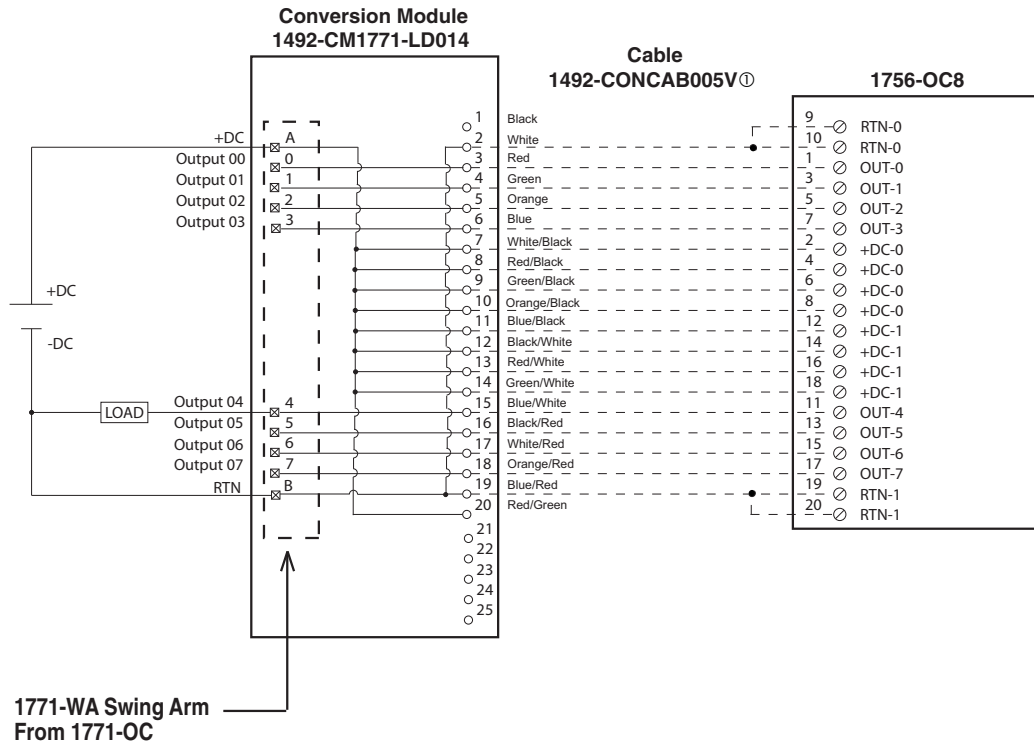 Conversion Module
1492-CM1771-LD014
Cable
1492-CONCAB005V①
1756-OC8
+DC A
Output 00 0
Output 01 1
Output 02 2
Output 03 3
+DC
-DC
LOAD
Output 04 4
Output 05 5
Output 06 6
Output 07 7
RTN B
1 Black
2 White
3 Red
4 Green
5 Orange
6 Blue
7 White/Black
8 Red/Black
9 Green/Black
10 Orange/Black
11 Blue/Black
12 Black/White
13 Red/White
14 Green/White
15 Blue/White
16 Black/Red
17 White/Red
18 Orange/Red
19 Blue/Red
20 Red/Green
21
22
23
24
25
9 RTN-0
10 RTN-0
1 OUT-0
3 OUT-1
5 OUT-2
7 OUT-3
2 +DC-0
4 +DC-0
6 +DC-0
8 +DC-0
12 +DC-1
14 +DC-1
16 +DC-1
18 +DC-1
11 OUT-4
13 OUT-5
15 OUT-6
17 OUT-7
19 RTN-1
20 RTN-1
1771-WA Swing Arm
From 1771-OC